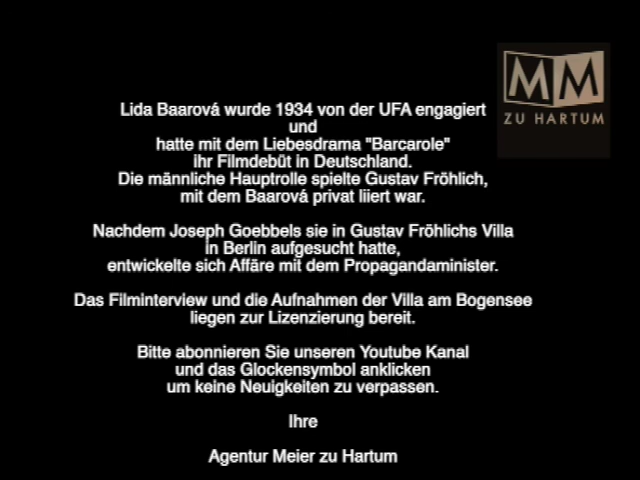 MM
ZU HARTUM
Lida Baarová wurde 1934 von der UFA engagiert
und
hatte mit dem Liebesdrama "Barcarole"
ihr Filmdebüt in Deutschland.
Die männliche Hauptrolle spielte Gustav Fröhlich,
mit dem Baarová privat liiert war.
Nachdem Joseph Goebbels sie in Gustav Fröhlichs Villa
in Berlin aufgesucht hatte,
entwickelte sich Affäre mit dem Propagandaminister.
Das Filminterview und die Aufnahmen der Villa am Bogensee
liegen zur Lizenzierung bereit.
Bitte abonnieren Sie unseren Youtube Kanal
und das Glockensymbol anklicken
um keine Neuigkeiten zu verpassen.
Ihre
Agentur Meier zu Hartum